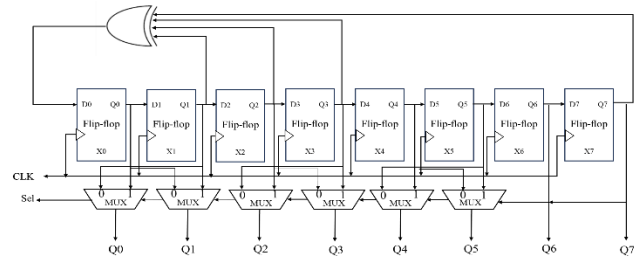 D0 Q0 D1 Q1 D2 Q2 D3 Q3 D4 Q4 D5 Q5 D6 Q6 D7 Q7
Flip-flop Flip-flop Flip-flop Flip-flop Flip-flop Flip-flop Flip-flop Flip-flop
X0 X1 X2 X3 X4 X5 X6 X7
CLK
0 1 0 1 0 1 0 1 0 1 0 1
Sel MUX MUX MUX MUX MUX MUX
Q0 Q1 Q2 Q3 Q4 Q5 Q6 Q7